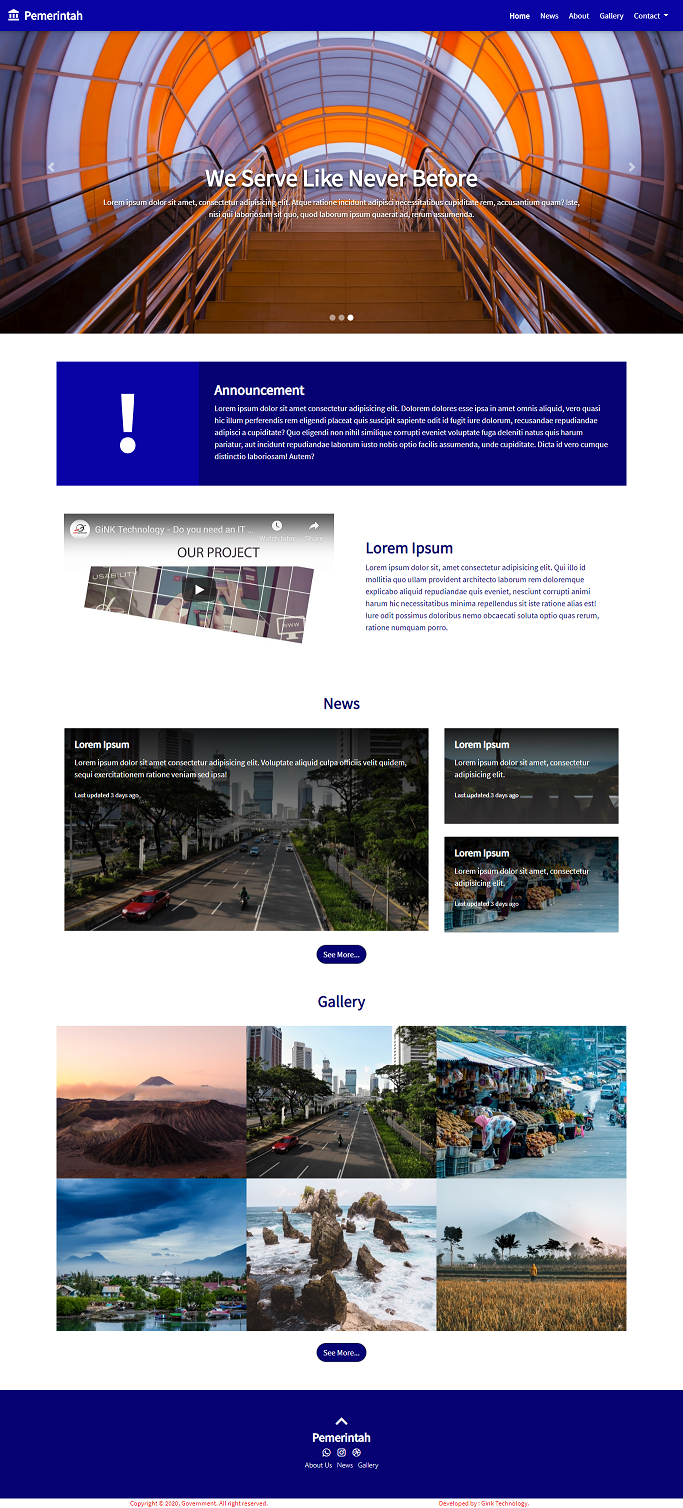 Pemerintah
Home News About Gallery Contact
We Serve Like Never Before
Lorem ipsum dolor sit amet, consectetur adipisicing elit. Atque ratione incidunt adipisci necessitatibus cupiditate rem, accusantium quam? Iste,
nisi qui laboriosam sit quo, quod laborum ipsum quaerat ad, rerum assumenda.
!
Announcement
Lorem ipsum dolor sit amet consectetur adipisicing elit. Dolorem dolores esse ipsa in amet omnis aliquid, vero quasi
hic illum perferendis rem eligendi placeat quis suscipit sapiente odit id fugit iure dolorum, recusandae repudiandae
adipisci a cupiditate? Quo eligendi non nihil similique corrupti eveniet voluptate fuga deleniti natus quis harum
pariatur, aut incidunt repudiandae laborum iusto nobis optio facilis assumenda, unde cupiditate. Dicta id vero cumque
distinctio laboriosam! Autem?
GiNK Technology - Do you need an IT ...
Watch later Share
OUR PROJECT
USABILITY
WWW
Lorem Ipsum
Lorem ipsum dolor sit, amet consectetur adipisicing elit. Qui illo id
mollitia quo ullam provident architecto laborum rem doloremque
explicabo aliquid repudiandae quis eveniet, nesciunt corrupti animi
harum hic necessitatibus minima repellendus sit iste ratione alias est!
Iure odit possimus doloribus nemo obcaecati soluta optio quas rerum,
ratione numquam porro.
News
Lorem Ipsum
Lorem ipsum dolor sit amet consectetur adipisicing elit. Voluptate aliquid culpa officiis velit quidem,
sequi exercitationem ratione veniam sed ipsa!
Last updated 3 days ago
Lorem Ipsum
Lorem ipsum dolor sit amet, consectetur
adipisicing elit.
Last updated 3 days ago
Lorem Ipsum
Lorem ipsum dolor sit amet, consectetur
adipisicing elit.
Last updated 3 days ago
See More...
Gallery
See More...
Pemerintah
About Us News Gallery
Copyright © 2020, Government. All right reserved.
Developed by : Gink Technology.